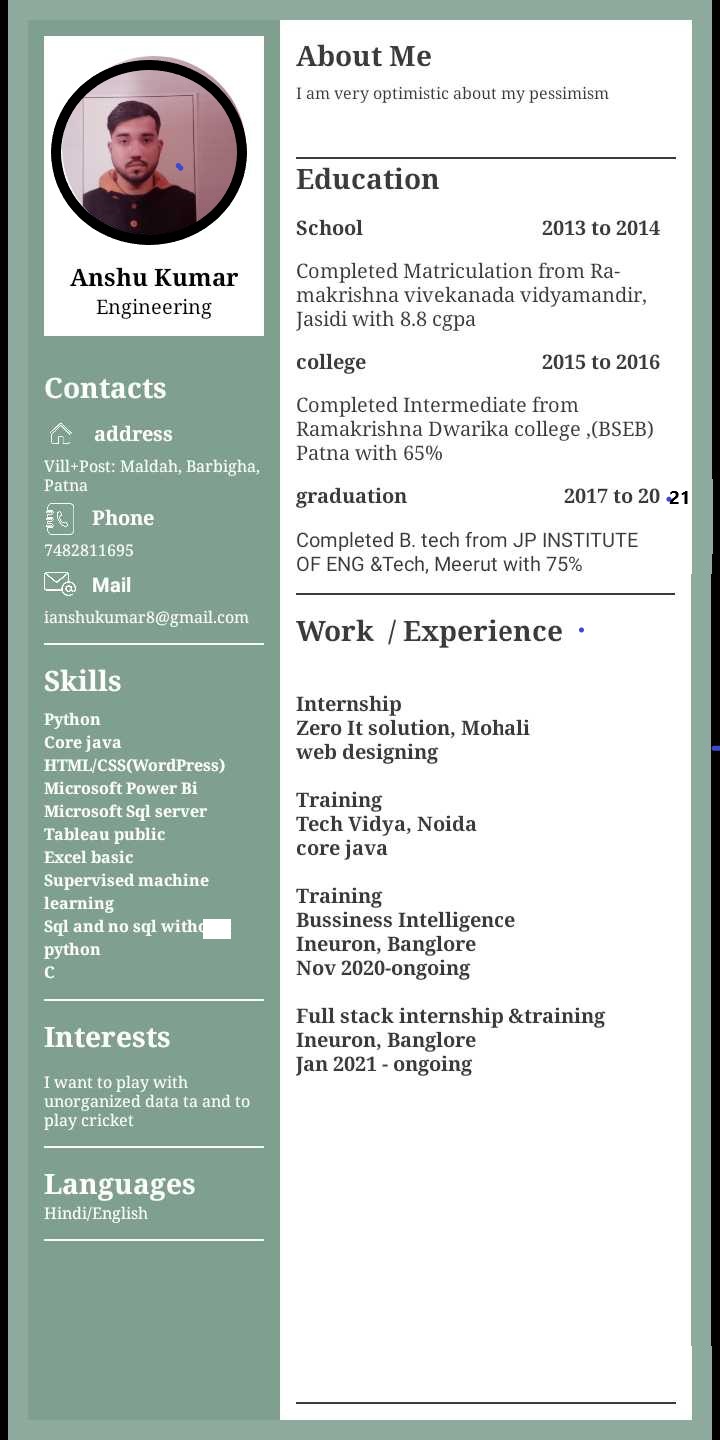 Anshu Kumar
Engineering
Contacts
address
Vill+Post: Maldah, Barbigha,
Patna
Phone
7482811695
Mail
ianshukumar8@gmail.com
Skills
Python
Core java
HTML/CSS(WordPress)
Microsoft Power Bi
Microsoft Sql server
Tableau public
Excel basic
Supervised machine
learning
Sql and no sql
python
C
Interests
I want to play with
unorganized data ta and to
play cricket
Languages
Hindi/English
About Me
I am very optimistic about my pessimism
Education
School 2013 to 2014
Completed Matriculation from Ra-
makrishna vivekanada vidyamandir,
Jasidi with 8.8 cgpa
college 2015 to 2016
Completed Intermediate from
Ramakrishna Dwarika college ,(BSEB)
Patna with 65%
graduation 2017 to 20 21
Completed B. tech from JP INSTITUTE
OF ENG &Tech, Meerut with 75%
Work / Experience
Internship
Zero It solution, Mohali
web designing
Training
Tech Vidya, Noida
core java
Training
Bussiness Intelligence
Ineuron, Banglore
Nov 2020-ongoing
Full stack internship &training
Ineuron, Banglore
Jan 2021 - ongoing